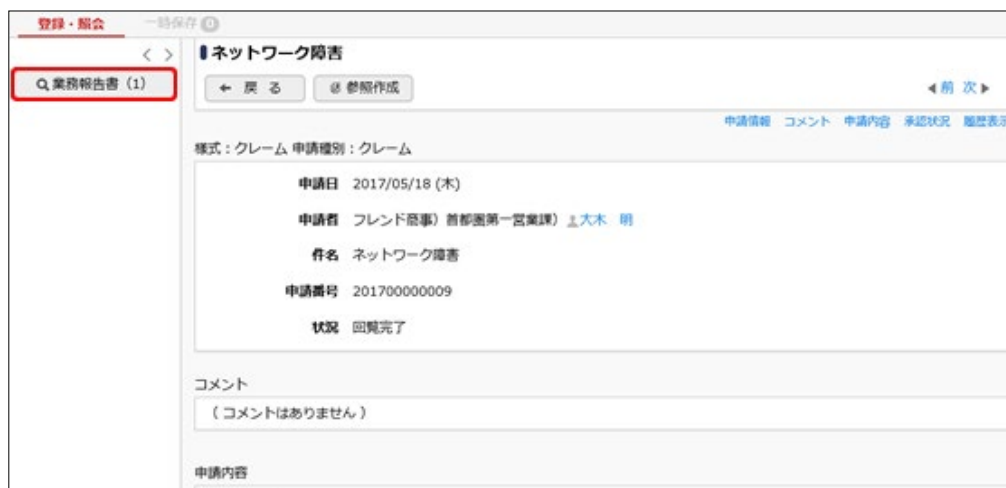 登録・照会 一時保存 0
< >
業務報告書（1）
ネットワーク障害
← 戻 る 参照作成
◀前 次▶
申請情報 コメント 申請内容 承認状況 履歴表示
様式：クレーム 申請種別：クレーム
申請日 2017/05/18 (木)
申請者 フレンド商事）首都圏第一営業課）大木　明
件名 ネットワーク障害
申請番号 201700000009
状況 回覧完了
コメント
（ コメントはありません ）
申請内容